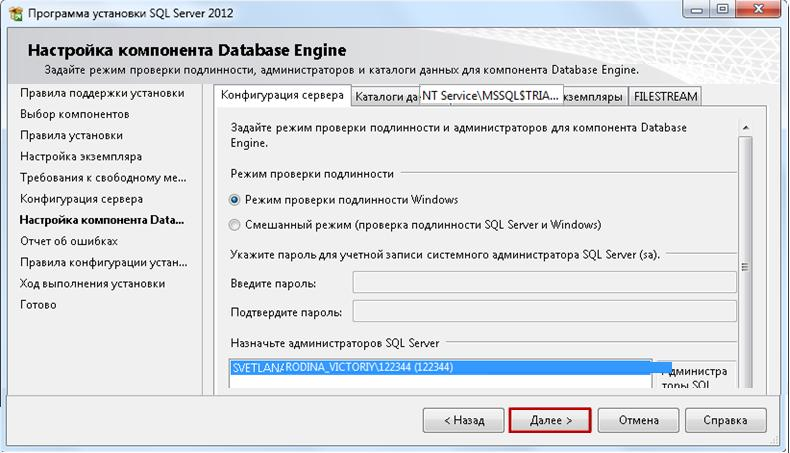 Программа установки SQL Server 2012
Настройка компонента Database Engine
Задайте режим проверки подлинности, администраторов и каталоги данных для компонента Database Engine.
Правила поддержки установки
Выбор компонентов
Правила установки
Настройка экземпляра
Требования к свободному ме...
Конфигурация сервера
Настройка компонента Data...
Отчет об ошибках
Правила конфигурации устан...
Ход выполнения установки
Готово
Конфигурация сервера Каталоги да NT Service\MSSQL$TRIA... кземпляры FILESTREAM
Задайте режим проверки подлинности и администраторов для компонента Database
Engine.
Режим проверки подлинности
Режим проверки подлинности Windows
Смешанный режим (проверка подлинности SQL Server и Windows)
Укажите пароль для учетной записи системного администратора SQL Server (sa).
Введите пароль:
Подтвердите пароль:
Назначьте администраторов SQL Server
SVETLANA RODINA_VICTORIY\122344 (122344)
Администра
торы SQL
< Назад Далее > Отмена Справка